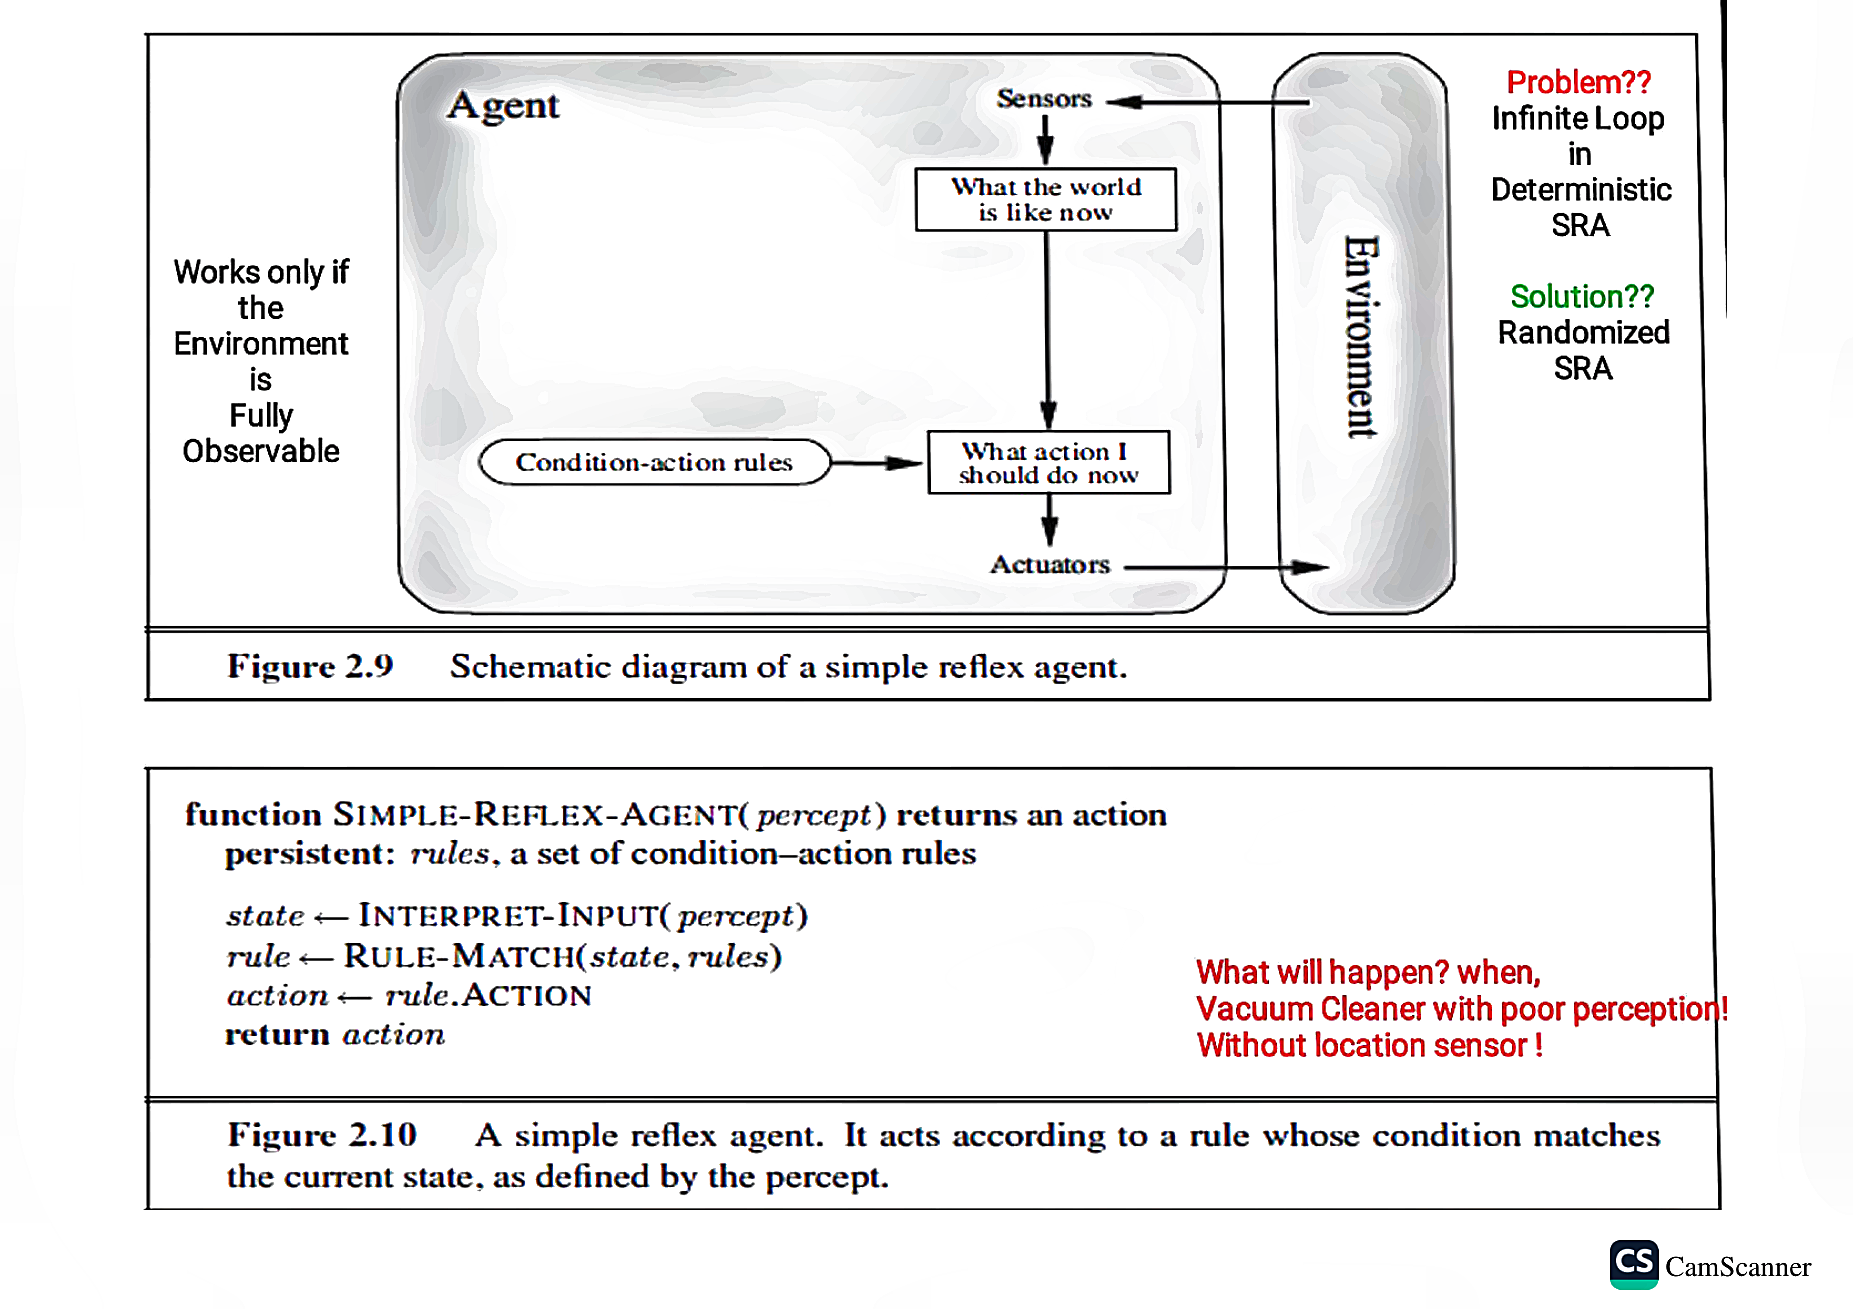 Agent
Sensors
What the world
is like now
Condition-action rules
What action I
should do now
Actuators
Environment
Works only if
the
Environment
is
Fully
Observable
Problem??
Infinite Loop
in
Deterministic
SRA
Solution??
Randomized
SRA
Figure 2.9 Schematic diagram of a simple reflex agent.
function SIMPLE-REFLEX-AGENT(percept) returns an action
persistent: rules, a set of condition–action rules
state ← INTERPRET-INPUT(percept)
rule ← RULE-MATCH(state, rules)
action ← rule.ACTION
return action
What will happen? when,
Vacuum Cleaner with poor perception!
Without location sensor !
Figure 2.10 A simple reflex agent. It acts according to a rule whose condition matches
the current state, as defined by the percept.
CS CamScanner